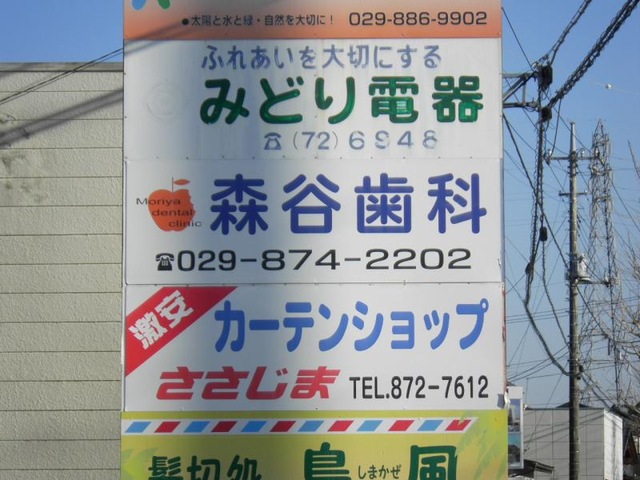 ●太陽と水と緑・自然を大切に! 029-886-9902
ふれあいを大切にする
みどり電器
☎(72)6948
Moriya
dental
clinic
森谷歯科
☎029-874-2202
激安
カーテンショップ
ささじま TEL.872-7612
髪切処 島風
しまかぜ